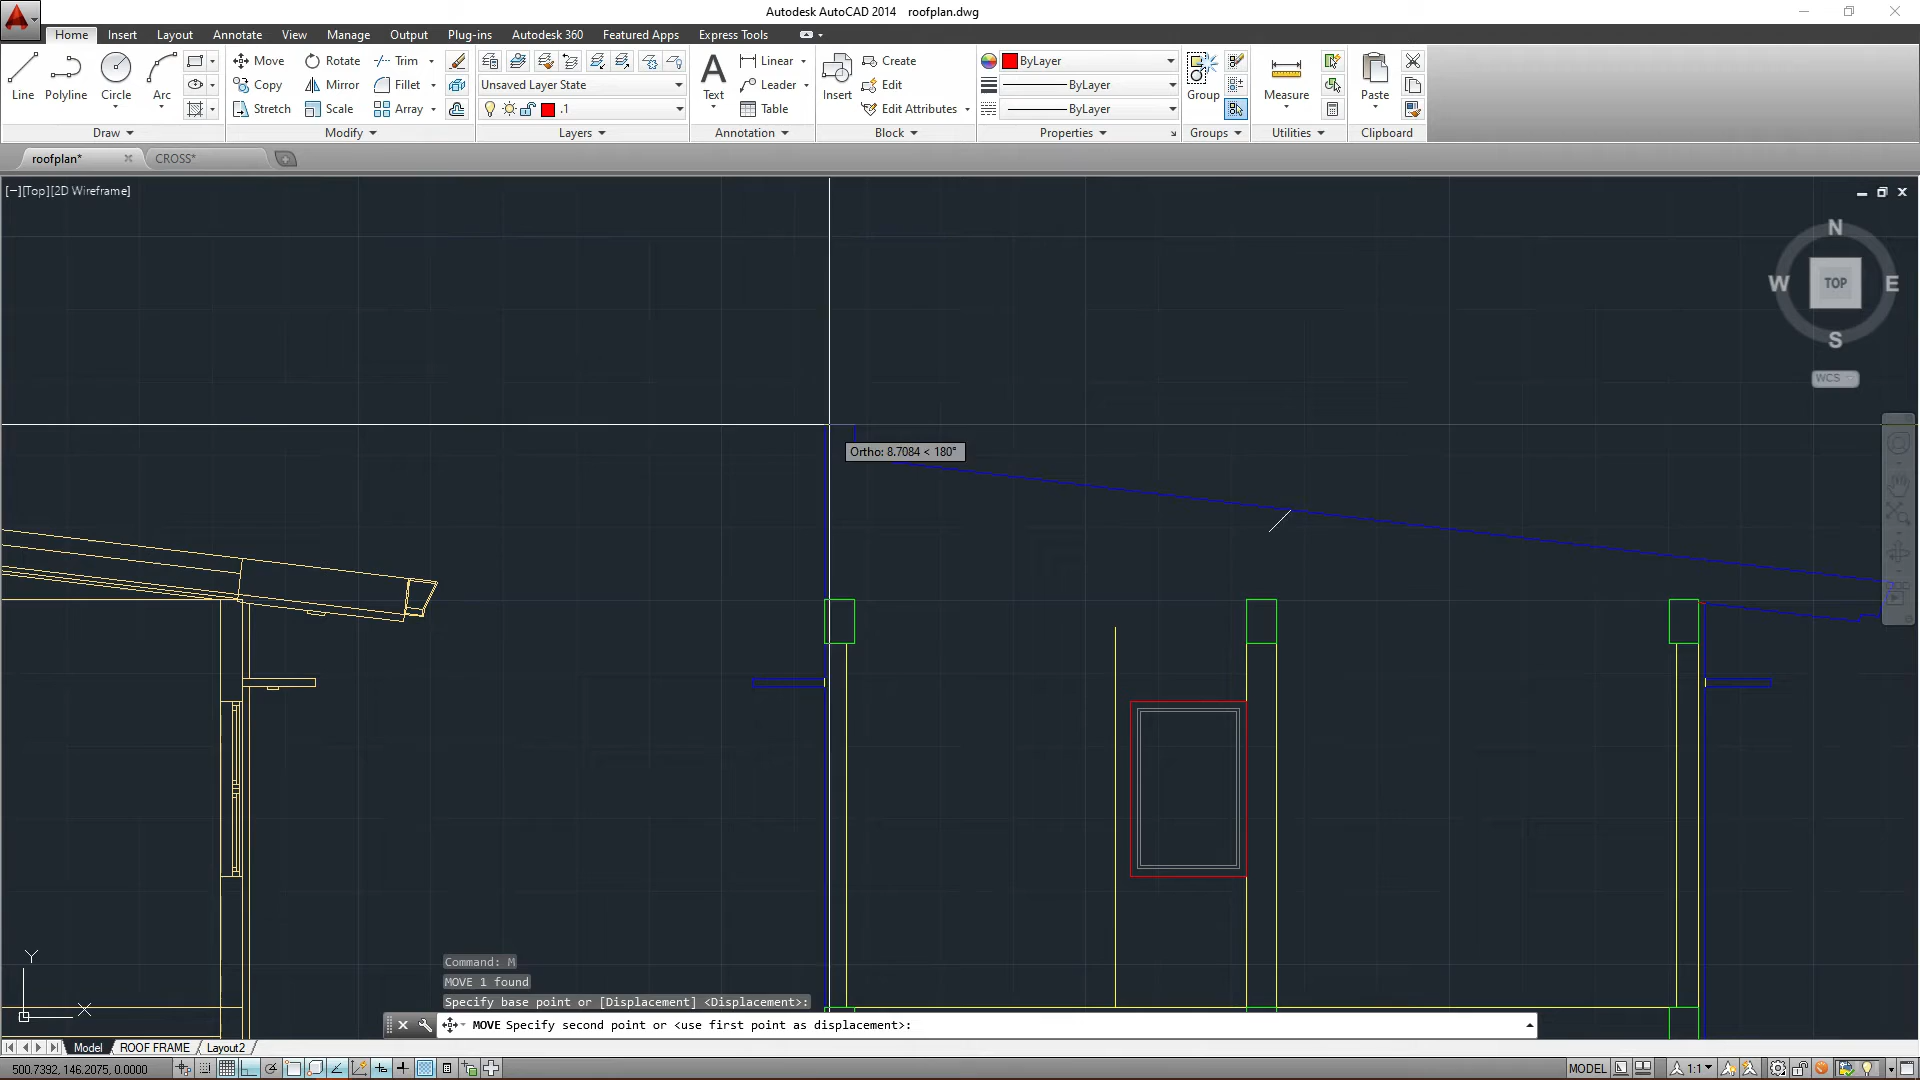 Autodesk AutoCAD 2014 roofplan.dwg
Home Insert Layout Annotate View Manage Output Plug-ins Autodesk 360 Featured Apps Express Tools
Line Polyline Circle Arc
Draw
Move Rotate Trim
Copy Mirror Fillet
Stretch Scale Array
Modify
Unsaved Layer State
.1
Layers
Text
Linear
Leader
Table
Annotation
Insert
Create
Edit
Edit Attributes
Block
ByLayer
ByLayer
ByLayer
Properties
Group
Groups
Measure
Utilities
Paste
Clipboard
roofplan* CROSS*
[−][Top][2D Wireframe]
N
W TOP E
S
WCS
Ortho: 8.7084 < 180°
Y
X
Command: M
MOVE 1 found
Specify base point or [Displacement] <Displacement>:
MOVE Specify second point or <use first point as displacement>:
Model ROOF FRAME Layout2
500.7392, 146.2075, 0.0000 MODEL 1:1